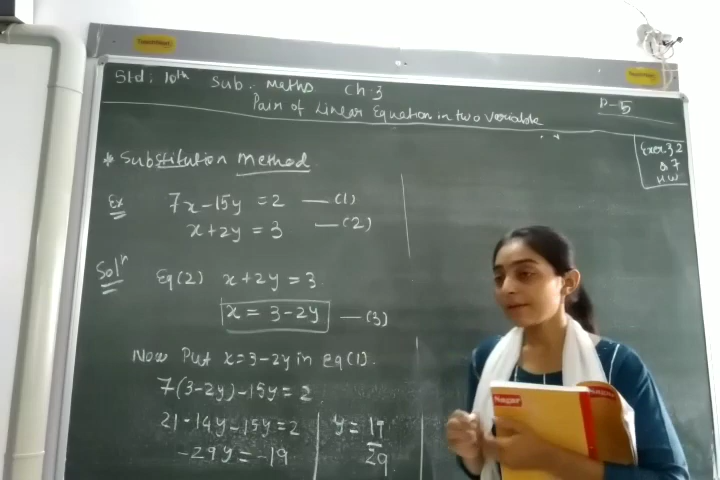 Std: 10th Sub: Maths Ch:3
Pair of Linear Equation in two variable
P-5
Exer 3.2
Q 7
H.W
* Substitution Method
Ex 7x-15y = 2 —(1)
x+2y = 3 —(2)
Solⁿ Eq(2) x+2y = 3
x = 3-2y —(3)
Now Put x=3-2y in Eq(1).
7(3-2y)-15y = 2
21-14y-15y=2
-29y = -19
y = 19
29
Nayjot